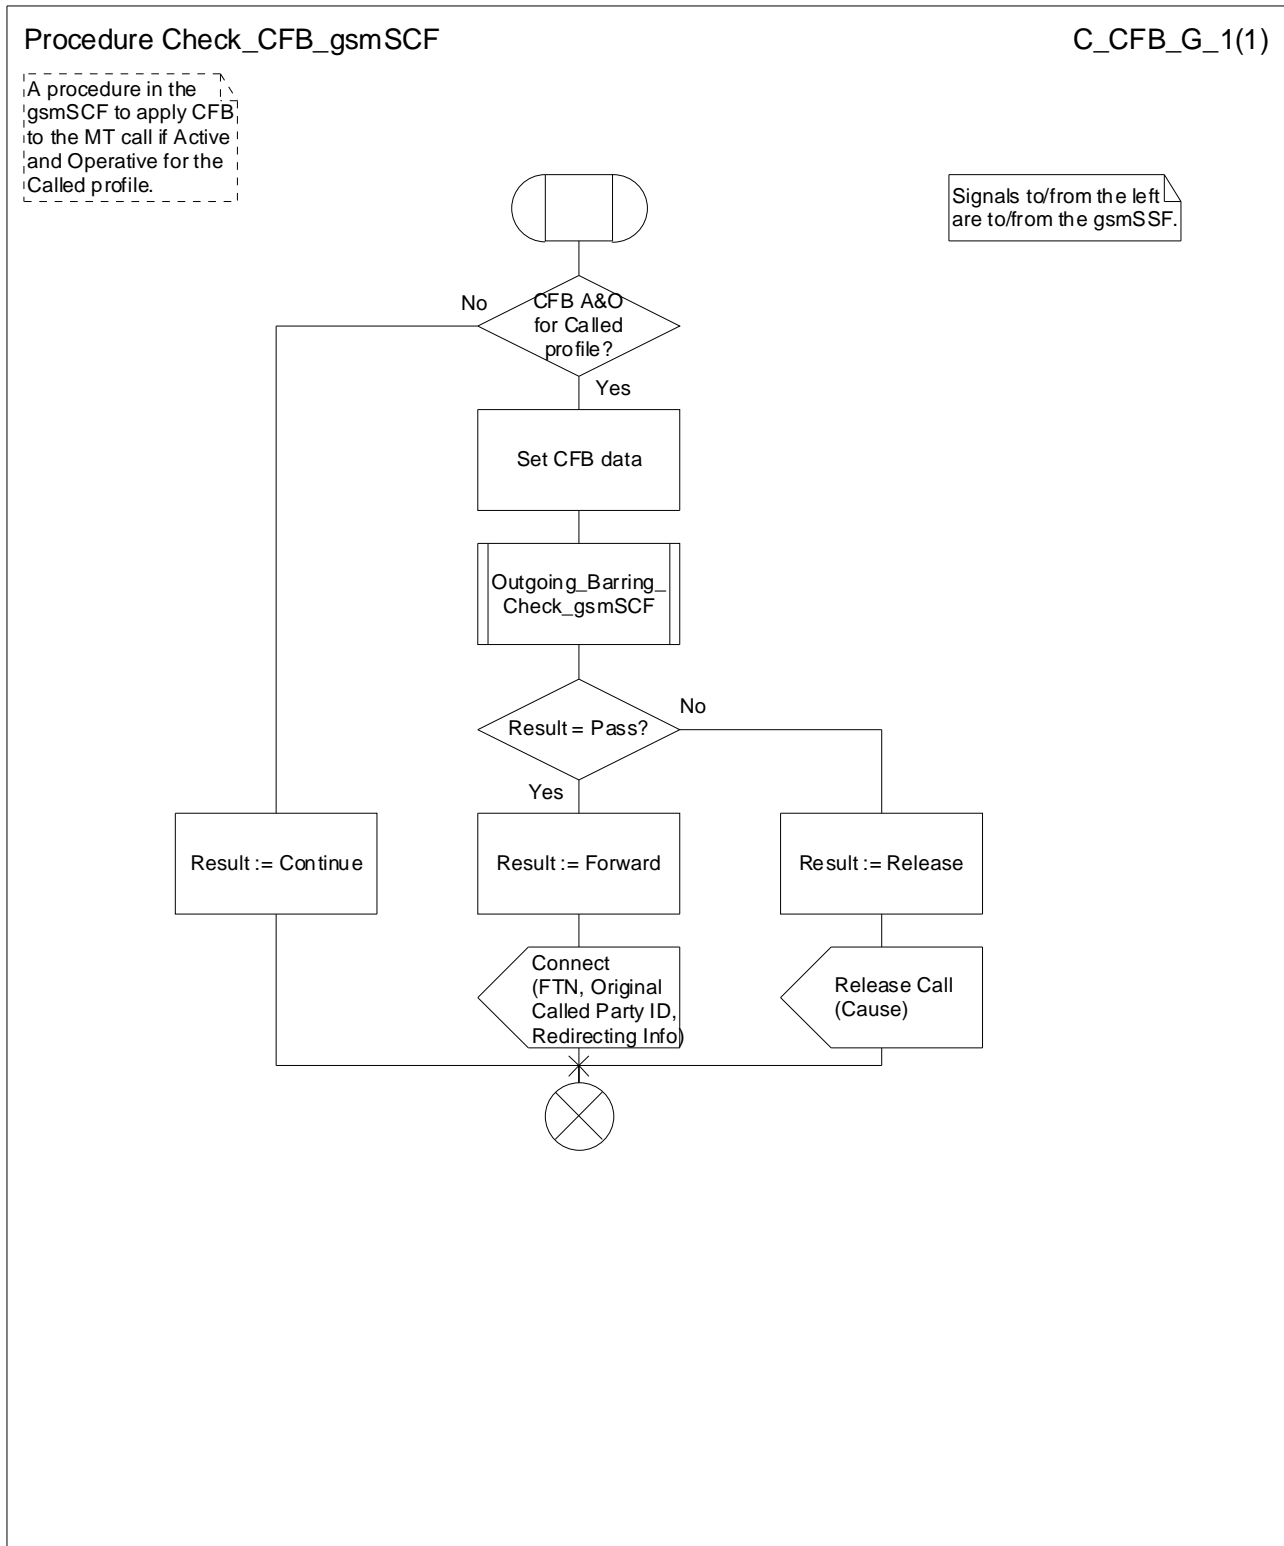 Procedure Check_CFB_gsmSCF
C_CFB_G_1(1)
A procedure in the
gsmSCF to apply CFB
to the MT call if Active
and Operative for the
Called profile.
Signals to/from the left
are to/from the gsmSSF.
No
CFB A&O
for Called
profile?
Yes
Set CFB data
Outgoing_Barring_
Check_gsmSCF
No
Result = Pass?
Yes
Result := Continue
Result := Forward
Result := Release
Connect
(FTN, Original
Called Party ID,
Redirecting Info)
Release Call
(Cause)